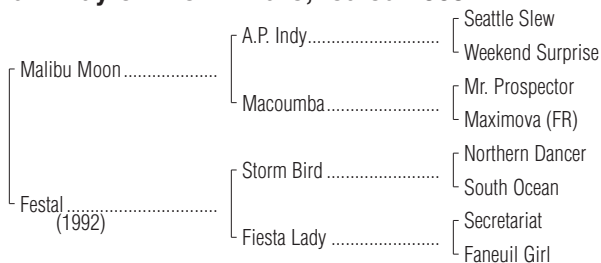 Seattle Slew
A.P. Indy
Weekend Surprise
Malibu Moon
Mr. Prospector
Macoumba
Maximova (FR)
Northern Dancer
Storm Bird
South Ocean
Festal
(1992)
Secretariat
Fiesta Lady
Faneuil Girl